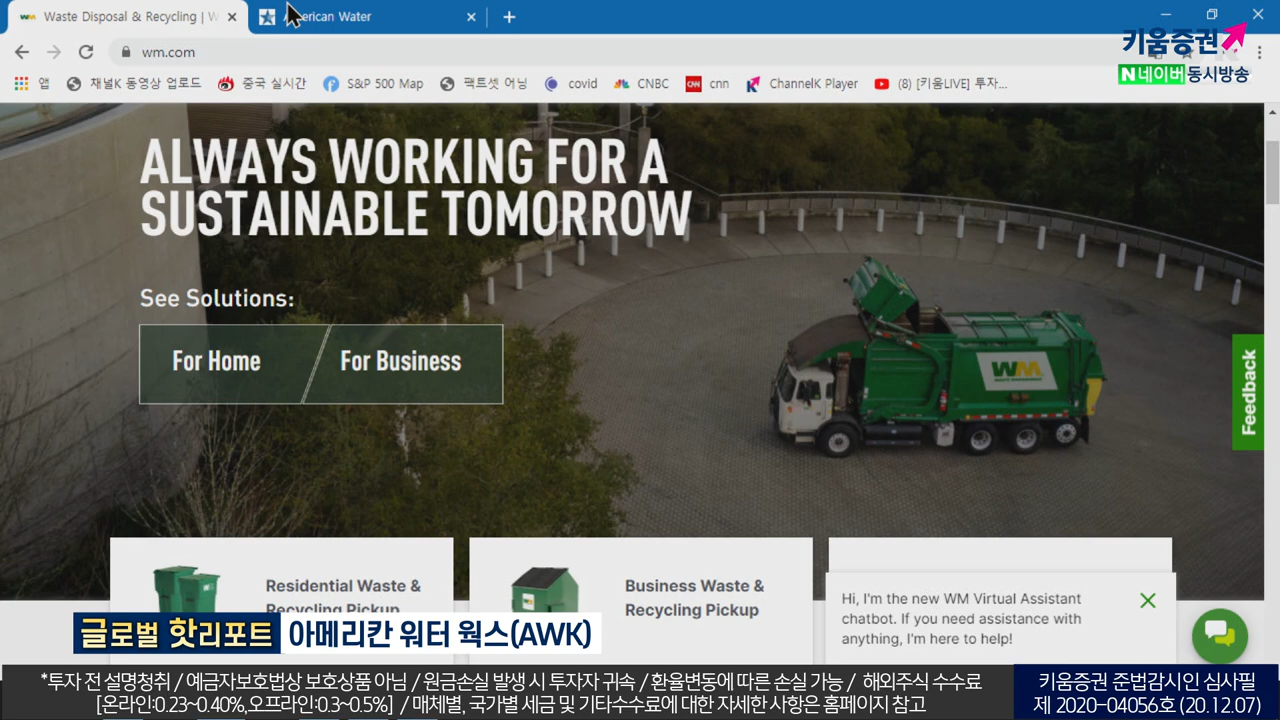 Waste Disposal & Recycling | W
erican Water
wm.com
키움증권
N네이버 동시방송
앱
채널K 동영상 업로드
중국 실시간
S&P 500 Map
팩트셋 어닝
covid
CNBC
cnn
ChannelK Player
(8) [키움LIVE] 투자...
ALWAYS WORKING FOR A
SUSTAINABLE TOMORROW
See Solutions:
For Home
For Business
WM
Feedback
Residential Waste &
Recycling Pickup
Business Waste &
Recycling Pickup
Hi, I'm the new WM Virtual Assistant
chatbot. If you need assistance with
anything, I'm here to help!
글로벌 핫리포트
아메리칸 워터 웍스(AWK)
*투자 전 설명청취 / 예금자보호법상 보호상품 아님 / 원금손실 발생 시 투자자 귀속 / 환율변동에 따른 손실 가능 / 해외주식 수수료
[온라인:0.23~0.40%,오프라인:0.3~0.5%] / 매체별, 국가별 세금 및 기타수수료에 대한 자세한 사항은 홈페이지 참고
키움증권 준법감시인 심사필
제 2020-04056호 (20.12.07)